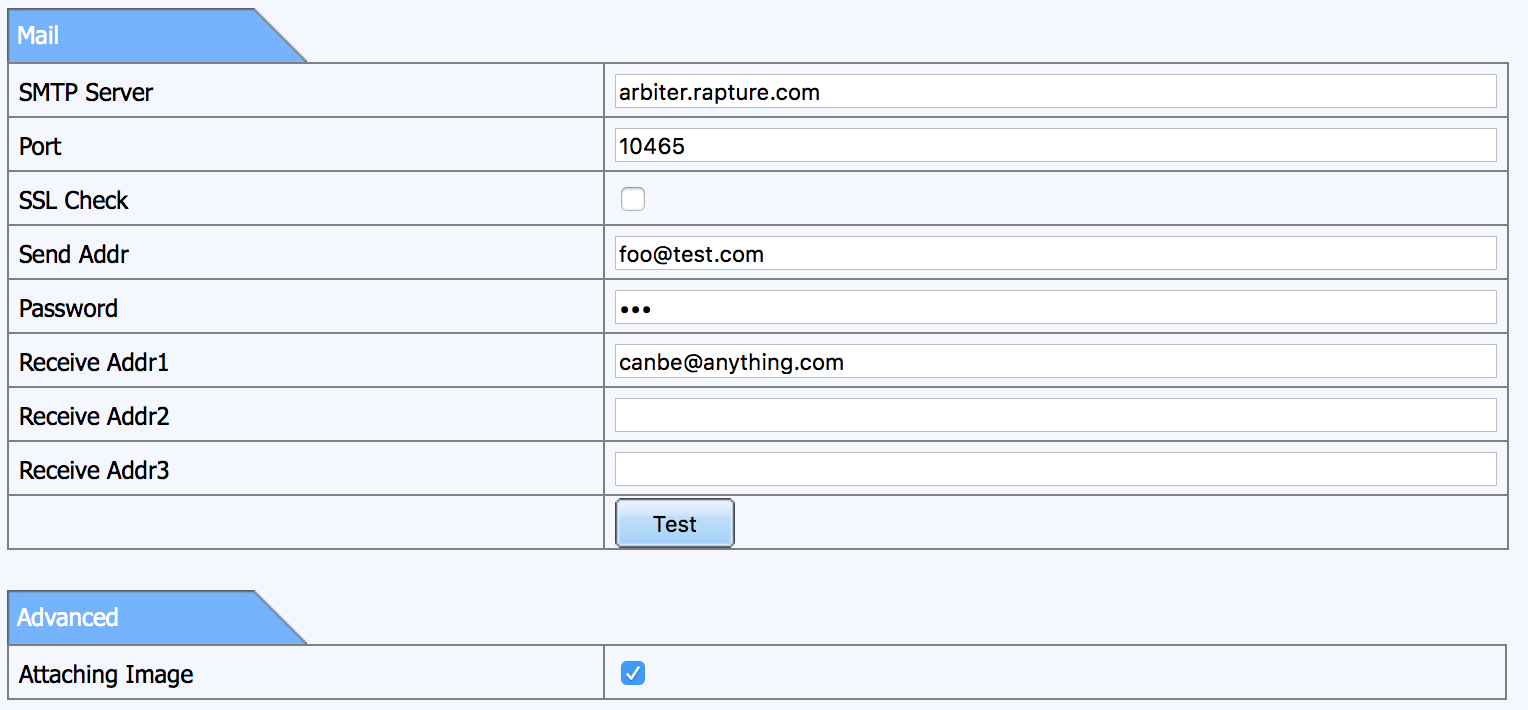 Mail
SMTP Server arbiter.rapture.com
Port 10465
SSL Check
Send Addr foo@test.com
Password •••
Receive Addr1 canbe@anything.com
Receive Addr2
Receive Addr3
Test
Advanced
Attaching Image